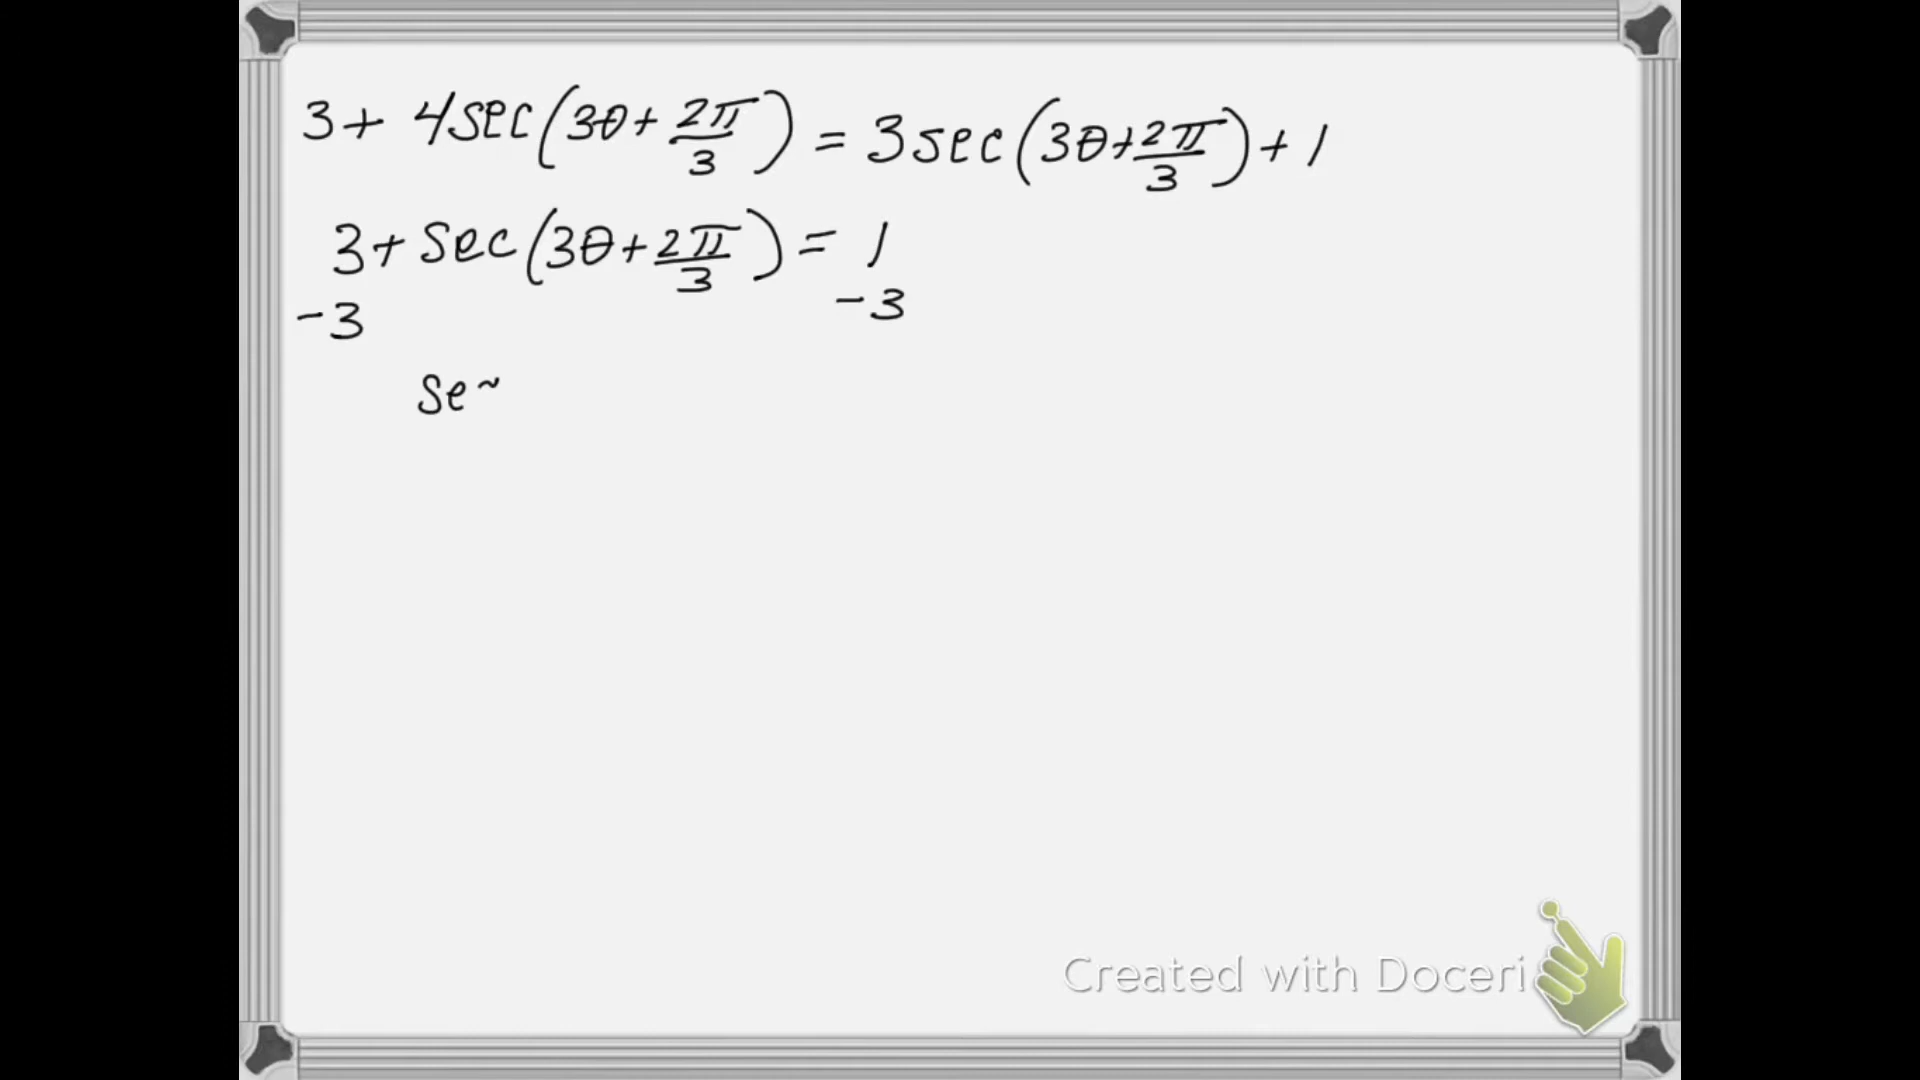 3 + 4sec(3θ + 2π/3) = 3sec(3θ + 2π/3) + 1
3 + sec(3θ + 2π/3) = 1
-3 -3
se~
Created with Doceri